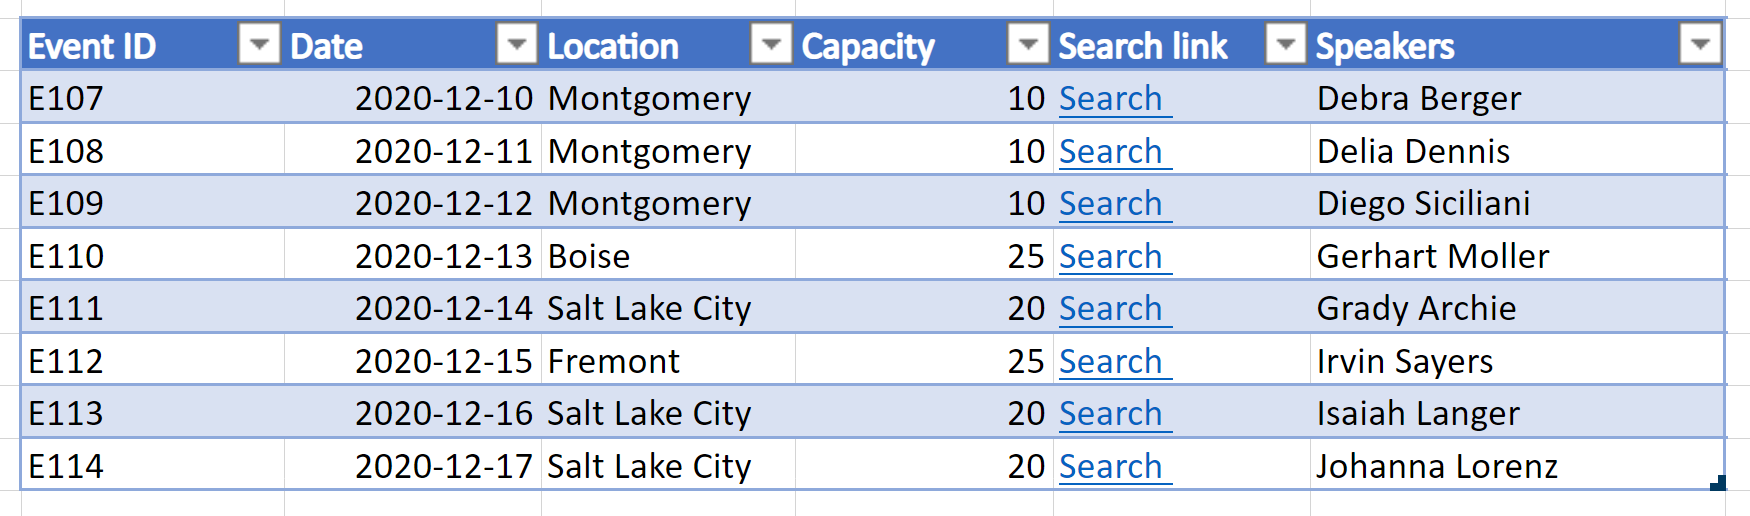 Event ID Date Location Capacity Search link Speakers
E107 2020-12-10 Montgomery 10 Search Debra Berger
E108 2020-12-11 Montgomery 10 Search Delia Dennis
E109 2020-12-12 Montgomery 10 Search Diego Siciliani
E110 2020-12-13 Boise 25 Search Gerhart Moller
E111 2020-12-14 Salt Lake City 20 Search Grady Archie
E112 2020-12-15 Fremont 25 Search Irvin Sayers
E113 2020-12-16 Salt Lake City 20 Search Isaiah Langer
E114 2020-12-17 Salt Lake City 20 Search Johanna Lorenz